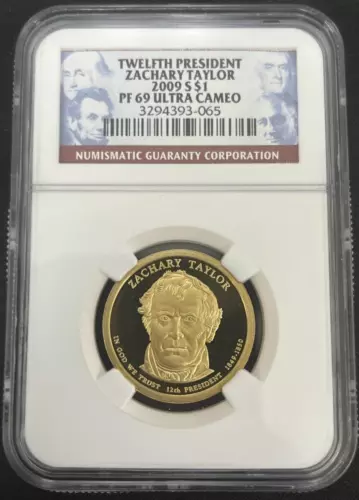 TWELFTH PRESIDENT
ZACHARY TAYLOR
2009 S $1
PF 69 ULTRA CAMEO
3294393-065
NUMISMATIC GUARANTY CORPORATION
ZACHARY TAYLOR
IN GOD WE TRUST 12th PRESIDENT 1849-1850